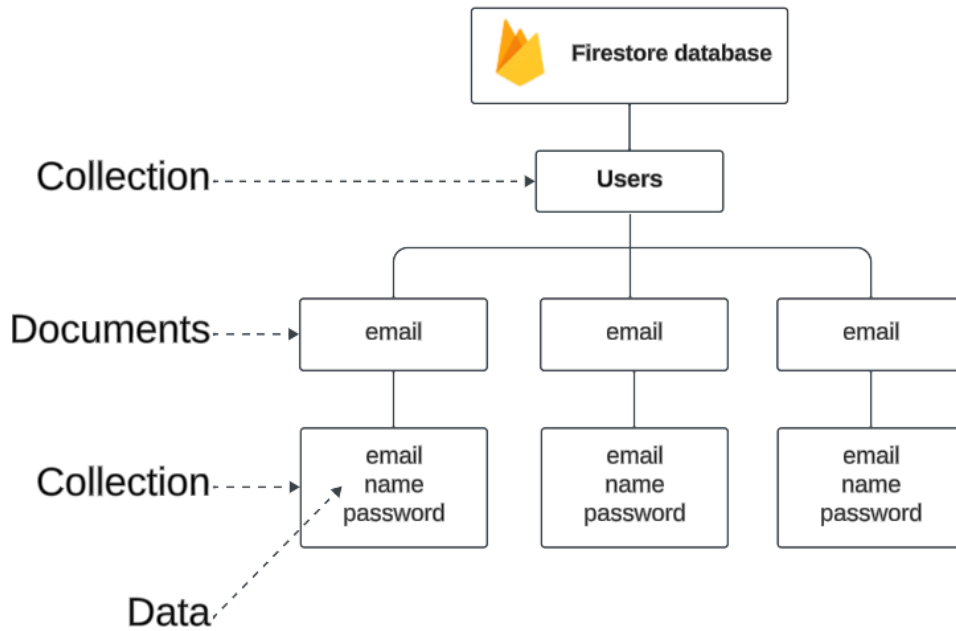 Firestore database
Collection
Users
Documents
email
email
email
Collection
email
name
password
email
name
password
email
name
password
Data